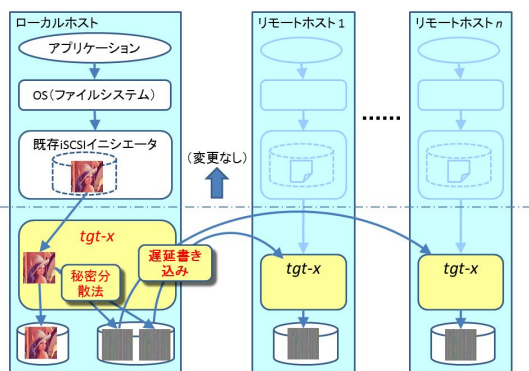 ローカルホスト
リモートホスト1
リモートホストn
アプリケーション
OS(ファイルシステム)
……
既存iSCSIイニシエータ
(変更なし)
tgt-x
遅延書き
込み
秘密分
散法
tgt-x
tgt-x